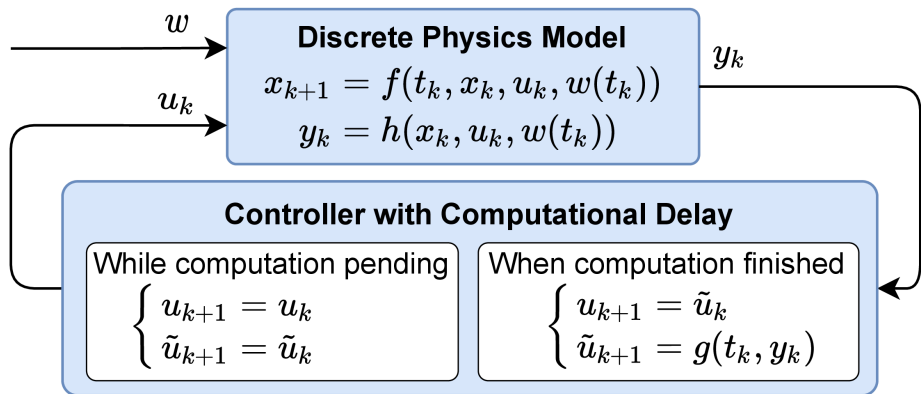 w
Discrete Physics Model
x_{k+1} = f(t_k, x_k, u_k, w(t_k))
y_k = h(x_k, u_k, w(t_k))
y_k
u_k
Controller with Computational Delay
While computation pending
{ u_{k+1} = u_k
ũ_{k+1} = ũ_k
When computation finished
{ u_{k+1} = ũ_k
ũ_{k+1} = g(t_k, y_k)